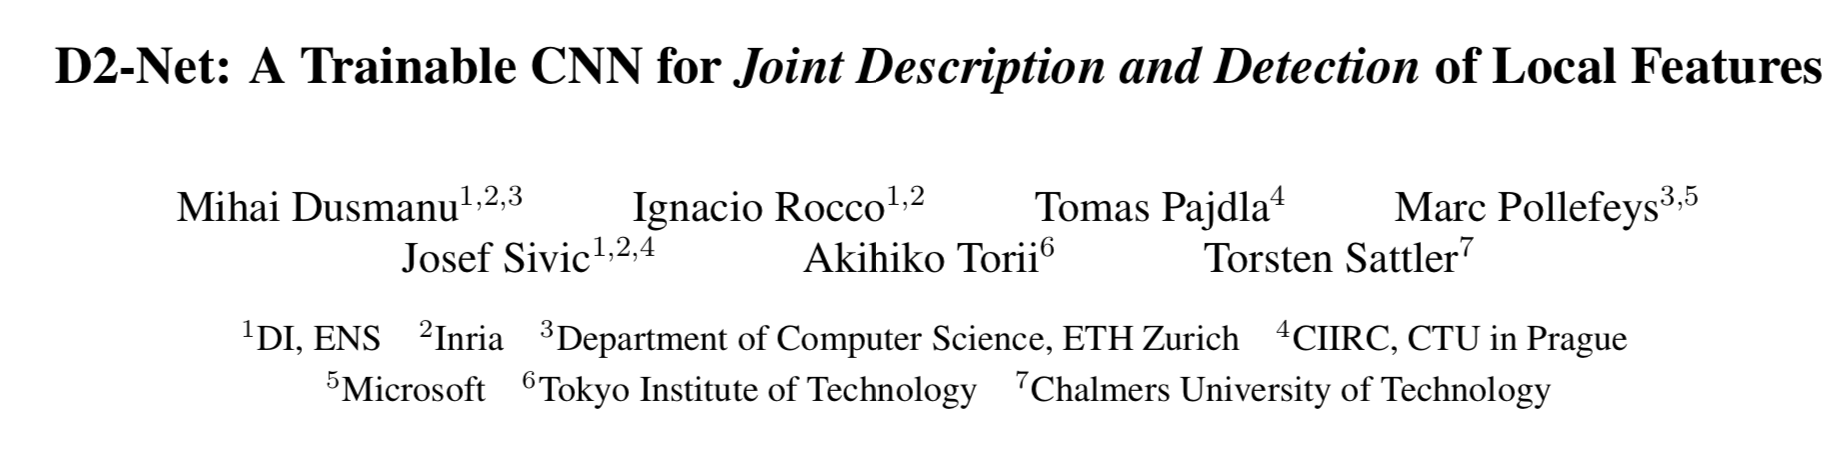 D2-Net: A Trainable CNN for Joint Description and Detection of Local Features
Mihai Dusmanu1,2,3 Ignacio Rocco1,2 Tomas Pajdla4 Marc Pollefeys3,5
Josef Sivic1,2,4 Akihiko Torii6 Torsten Sattler7
1DI, ENS 2Inria 3Department of Computer Science, ETH Zurich 4CIIRC, CTU in Prague
5Microsoft 6Tokyo Institute of Technology 7Chalmers University of Technology